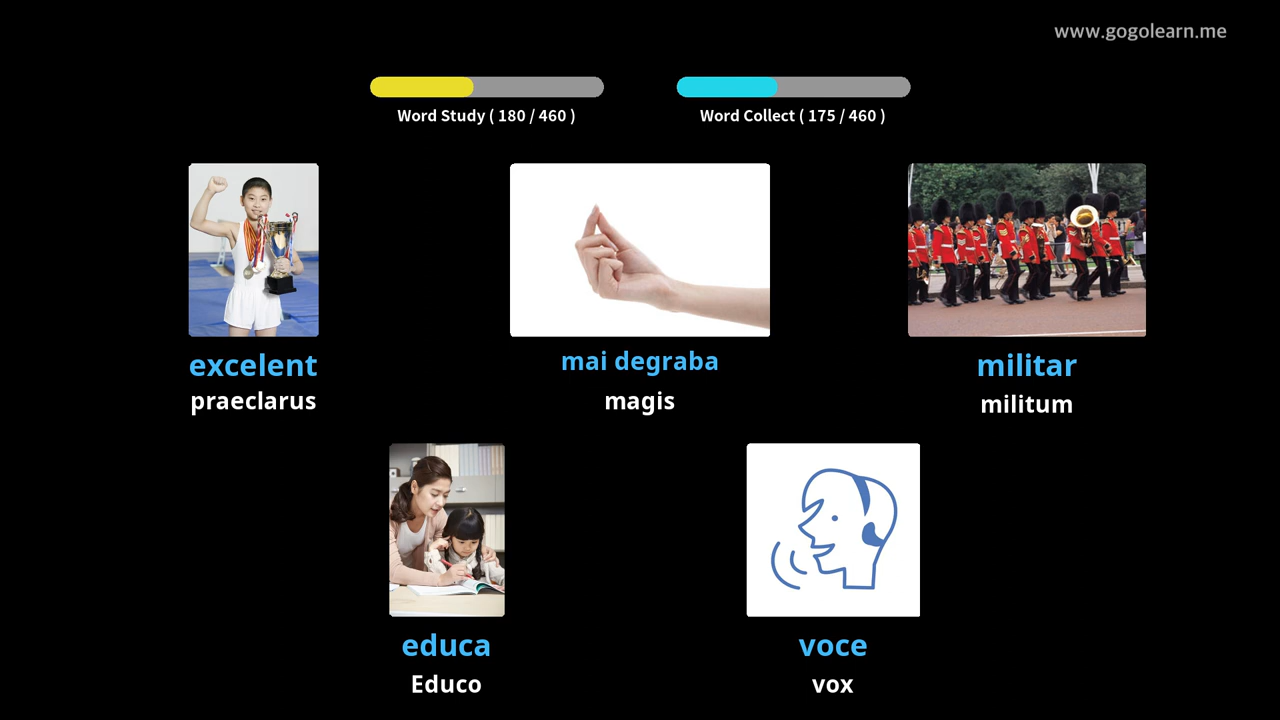 www.gogolearn.me
Word Study ( 180 / 460 )
Word Collect ( 175 / 460 )
excelent
praeclarus
mai degraba
magis
militar
militum
educa
Educo
voce
vox